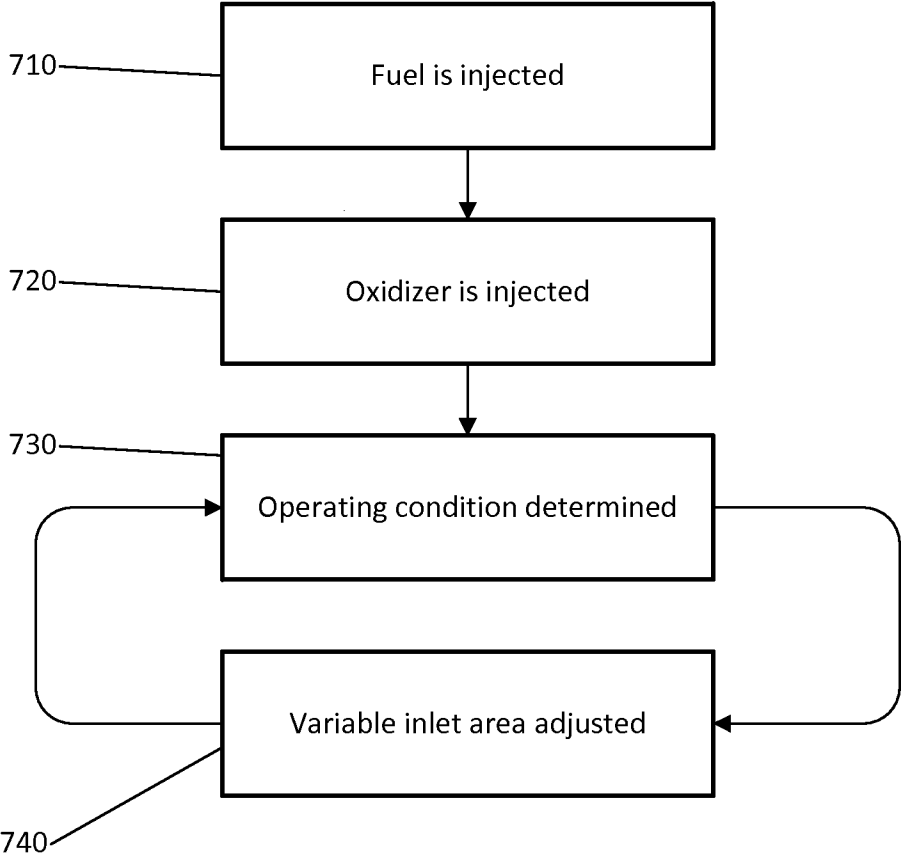 710
Fuel is injected
720
Oxidizer is injected
730
Operating condition determined
Variable inlet area adjusted
740